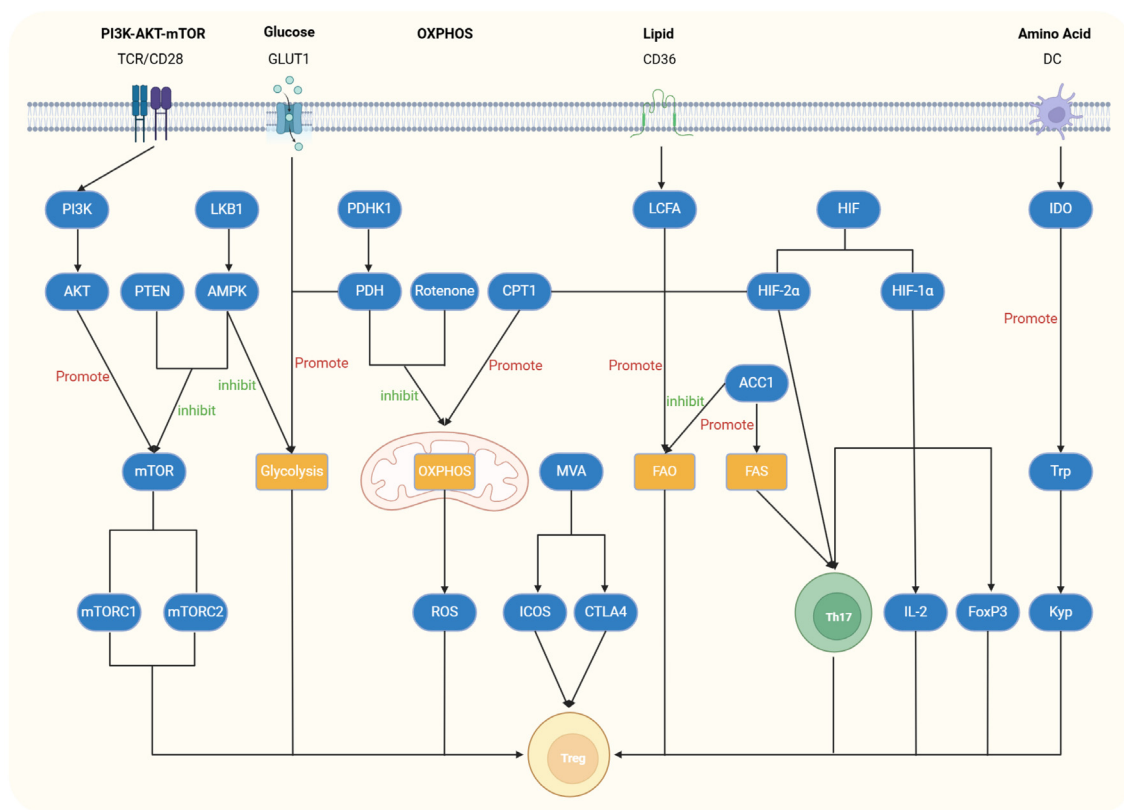 PI3K-AKT-mTOR
TCR/CD28
Glucose
GLUT1
OXPHOS
Lipid
CD36
Amino Acid
DC
PI3K
LKB1
PDHK1
LCFA
HIF
IDO
AKT
PTEN
AMPK
PDH
Rotenone
CPT1
HIF-2α
HIF-1α
Promote
Promote
inhibit
inhibit
Promote
inhibit
Promote
Promote
inhibit
ACC1
Promote
mTOR
Glycolysis
OXPHOS
MVA
FAO
FAS
Trp
mTORC1
mTORC2
ROS
ICOS
CTLA4
Th17
IL-2
FoxP3
Kyp
Treg